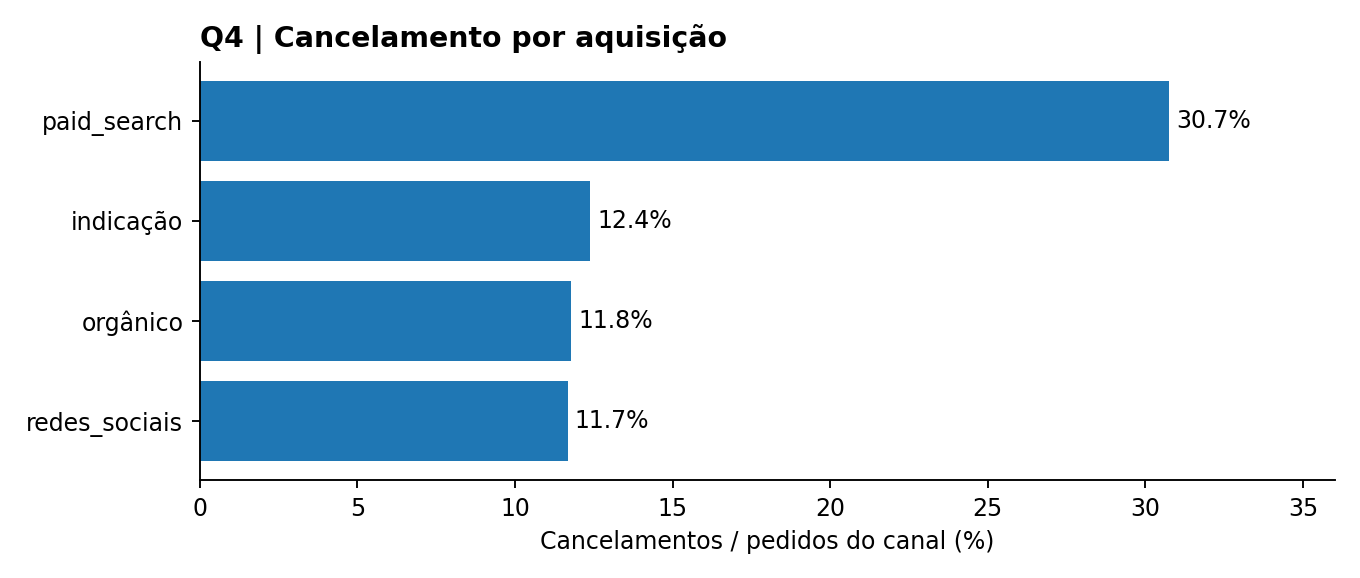 Q4 | Cancelamento por aquisição
paid_search 30.7%
indicação 12.4%
orgânico 11.8%
redes_sociais 11.7%
0 5 10 15 20 25 30 35
Cancelamentos / pedidos do canal (%)